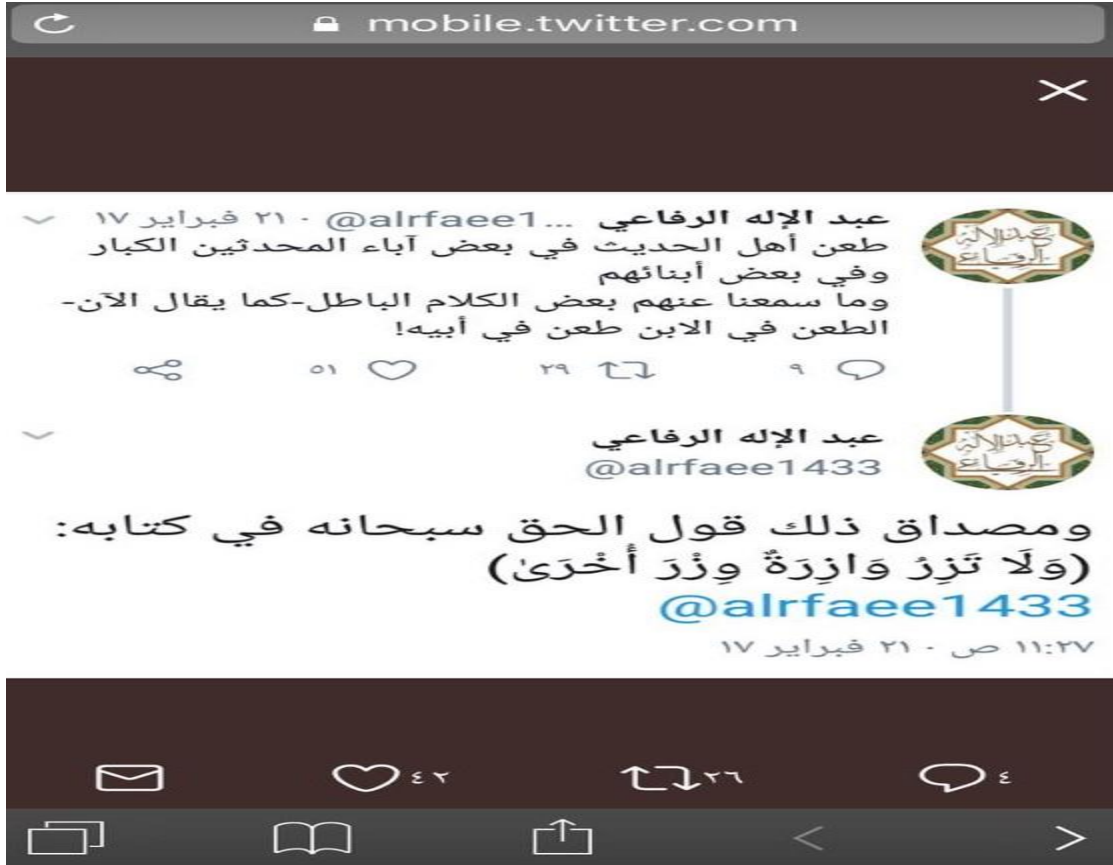 mobile.twitter.com
عبد الإله الرفاعي @alrfaee1... · ٢١ فبراير ١٧
طعن أهل الحديث في بعض آباء المحدثين الكبار
وفي بعض أبنائهم
وما سمعنا عنهم بعض الكلام الباطل-كما يقال الآن-
الطعن في الابن طعن في أبيه!
٩ ٢٩ ٥١
عبد الإله الرفاعي
@alrfaee1433
ومصداق ذلك قول الحق سبحانه في كتابه:
(وَلَا تَزِرُ وَازِرَةٌ وِزْرَ أُخْرَىٰ)
@alrfaee1433
١١:٢٧ ص · ٢١ فبراير ١٧
٤ ٢٦ ٤٢